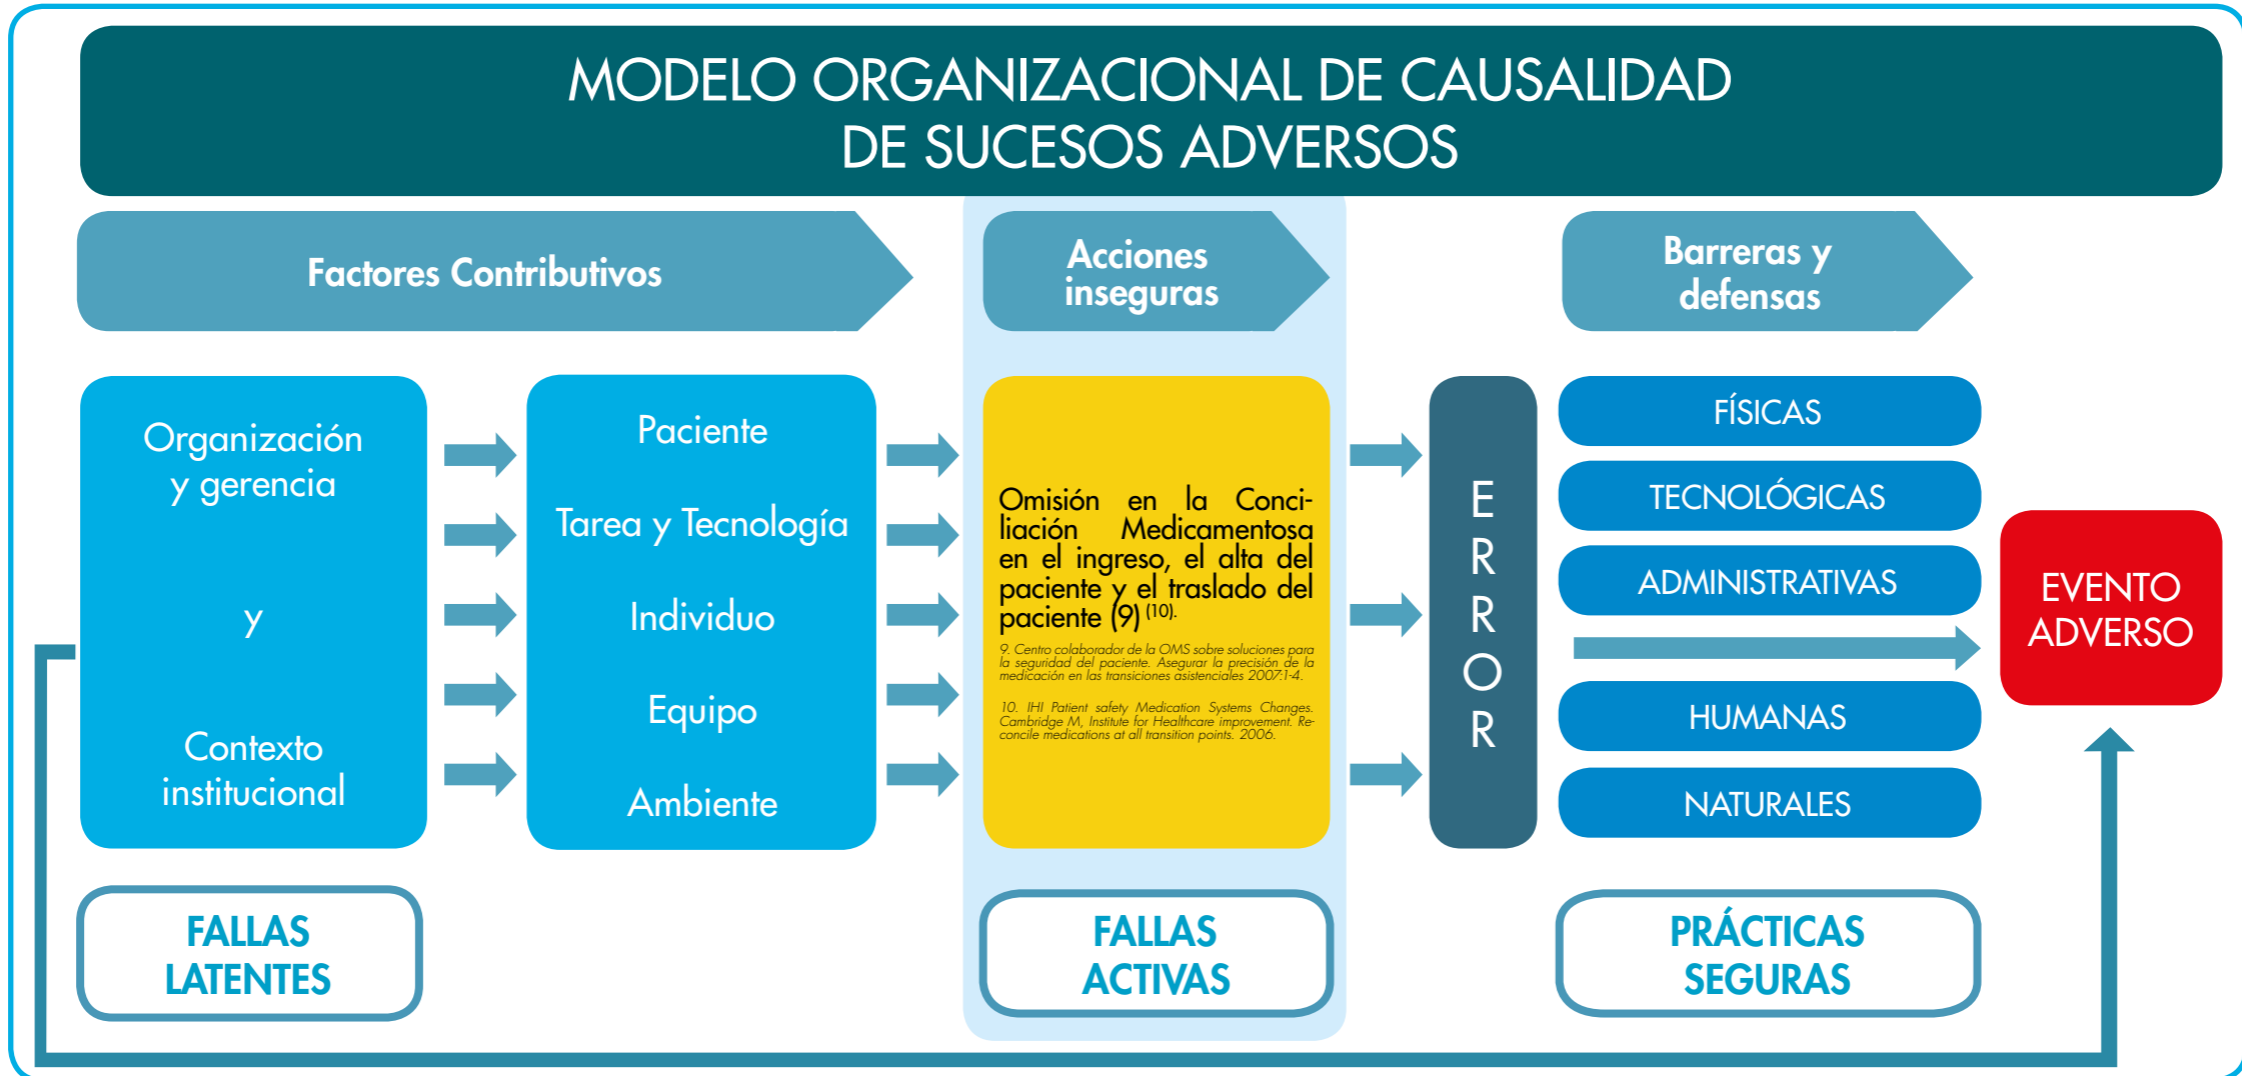 MODELO ORGANIZACIONAL DE CAUSALIDAD
DE SUCESOS ADVERSOS
Factores Contributivos
Acciones
inseguras
Barreras y
defensas
Organización
y gerencia
y
Contexto
institucional
Paciente
Tarea y Tecnología
Individuo
Equipo
Ambiente
Omisión en la Conci-
liación Medicamentosa
en el ingreso, el alta del
paciente y el traslado del
paciente (9) (10).
9. Centro colaborador de la OMS sobre soluciones para
la seguridad del paciente. Asegurar la precisión de la
medicación en las transiciones asistenciales 2007:1-4.
10. IHI Patient safety Medication Systems Changes.
Cambridge M, Institute for Healthcare improvement. Re-
concile medications at all transition points. 2006.
E
R
R
O
R
FÍSICAS
TECNOLÓGICAS
ADMINISTRATIVAS
HUMANAS
NATURALES
EVENTO
ADVERSO
FALLAS
LATENTES
FALLAS
ACTIVAS
PRÁCTICAS
SEGURAS